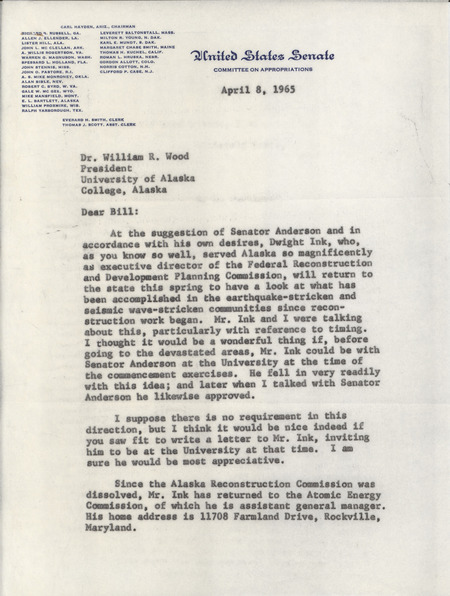 CARL HAYDEN, ARIZ., CHAIRMAN
RICHARD B. RUSSELL, GA.
ALLEN J. ELLENDER, LA.
LISTER HILL, ALA.
JOHN L. MC CLELLAN, ARK.
A. WILLIS ROBERTSON, VA.
WARREN G. MAGNUSON, WASH.
SPESSARD L. HOLLAND, FLA.
JOHN STENNIS, MISS.
JOHN O. PASTORE, R.I.
A. S. MIKE MONRONEY, OKLA.
ALAN BIBLE, NEV.
ROBERT C. BYRD, W. VA.
GALE W. MC GEE, WYO.
MIKE MANSFIELD, MONT.
E. L. BARTLETT, ALASKA
WILLIAM PROXMIRE, WIS.
RALPH YARBOROUGH, TEX.
LEVERETT SALTONSTALL, MASS.
MILTON R. YOUNG, N. DAK.
KARL E. MUNDT, S. DAK.
MARGARET CHASE SMITH, MAINE
THOMAS H. KUCHEL, CALIF.
ROMAN L. HRUSKA, NEBR.
GORDON ALLOTT, COLO.
NORRIS COTTON, N.H.
CLIFFORD P. CASE, N.J.
EVERARD H. SMITH, CLERK
THOMAS J. SCOTT, ASST. CLERK
United States Senate
COMMITTEE ON APPROPRIATIONS
April 8, 1965
Dr. William R. Wood
President
University of Alaska
College, Alaska
Dear Bill:
At the suggestion of Senator Anderson and in
accordance with his own desires, Dwight Ink, who,
as you know so well, served Alaska so magnificently
as executive director of the Federal Reconstruction
and Development Planning Commission, will return to
the state this spring to have a look at what has
been accomplished in the earthquake-stricken and
seismic wave-stricken communities since recon-
struction work began. Mr. Ink and I were talking
about this, particularly with reference to timing.
I thought it would be a wonderful thing if, before
going to the devastated areas, Mr. Ink could be with
Senator Anderson at the University at the time of
the commencement exercises. He fell in very readily
with this idea; and later when I talked with Senator
Anderson he likewise approved.
I suppose there is no requirement in this
direction, but I think it would be nice indeed if
you saw fit to write a letter to Mr. Ink, inviting
him to be at the University at that time. I am
sure he would be most appreciative.
Since the Alaska Reconstruction Commission was
dissolved, Mr. Ink has returned to the Atomic Energy
Commission, of which he is assistant general manager.
His home address is 11708 Farmland Drive, Rockville,
Maryland.